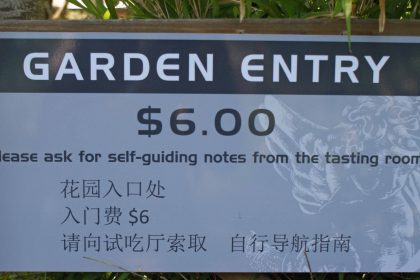 GARDEN ENTRY
$6.00
lease ask for self-guiding notes from the tasting room
花园入口处
入门费 $6
请向试吃厅索取 自行导航指南